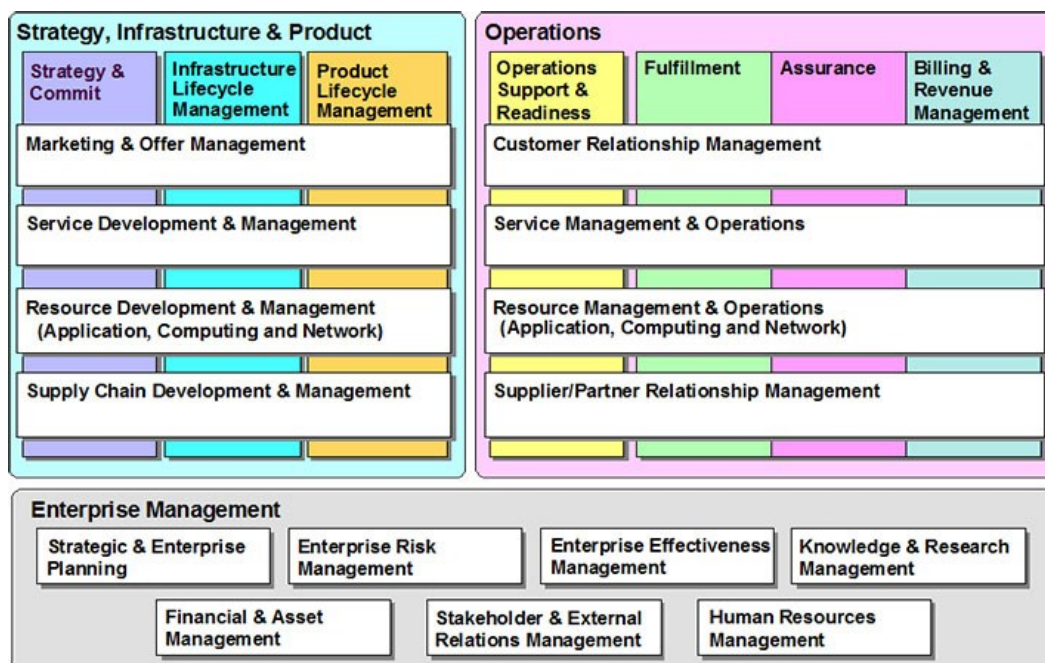 Strategy, Infrastructure & Product
Strategy &
Commit
Infrastructure
Lifecycle
Management
Product
Lifecycle
Management
Marketing & Offer Management
Service Development & Management
Resource Development & Management
(Application, Computing and Network)
Supply Chain Development & Management
Operations
Operations
Support &
Readiness
Fulfillment
Assurance
Billing &
Revenue
Management
Customer Relationship Management
Service Management & Operations
Resource Management & Operations
(Application, Computing and Network)
Supplier/Partner Relationship Management
Enterprise Management
Strategic & Enterprise
Planning
Enterprise Risk
Management
Enterprise Effectiveness
Management
Knowledge & Research
Management
Financial & Asset
Management
Stakeholder & External
Relations Management
Human Resources
Management